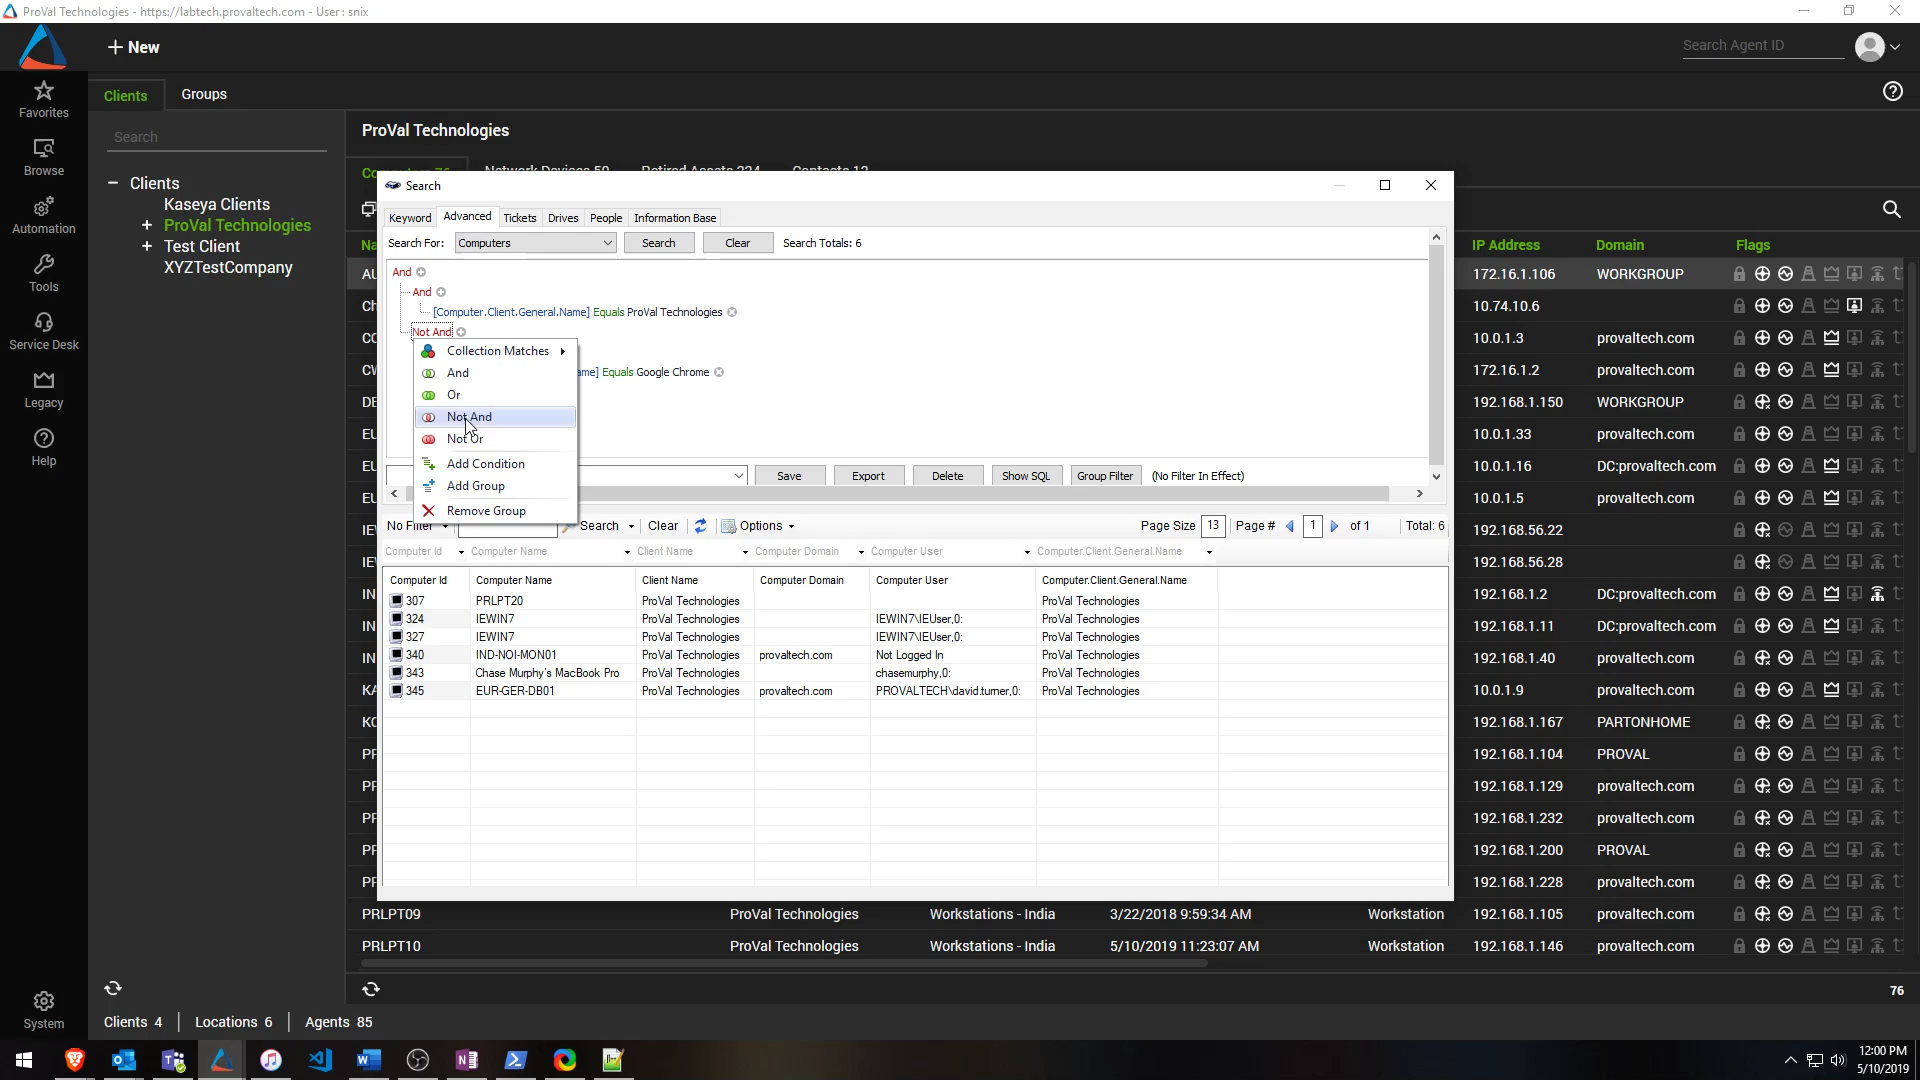 ProVal Technologies - https://labtech.provaltech.com - User : snix
New
Search Agent ID
Favorites
Browse
Automation
Tools
Service Desk
Legacy
Help
System
Clients
Groups
Search
Clients
Kaseya Clients
ProVal Technologies
Test Client
XYZTestCompany
ProVal Technologies
IP Address Domain Flags
172.16.1.106 WORKGROUP
10.74.10.6
10.0.1.3 provaltech.com
172.16.1.2 provaltech.com
192.168.1.150 WORKGROUP
10.0.1.33 provaltech.com
10.0.1.16 DC:provaltech.com
10.0.1.5 provaltech.com
192.168.56.22
192.168.56.28
192.168.1.2 DC:provaltech.com
192.168.1.11 DC:provaltech.com
192.168.1.40 provaltech.com
10.0.1.9 provaltech.com
192.168.1.167 PARTONHOME
192.168.1.104 PROVAL
192.168.1.129 provaltech.com
192.168.1.232 provaltech.com
192.168.1.200 PROVAL
192.168.1.228 provaltech.com
PRLPT09 ProVal Technologies Workstations - India 3/22/2018 9:59:34 AM Workstation 192.168.1.105 provaltech.com
PRLPT10 ProVal Technologies Workstations - India 5/10/2019 11:23:07 AM Workstation 192.168.1.146 provaltech.com
76
Search
Keyword Advanced Tickets Drives People Information Base
Search For: Computers Search Clear Search Totals: 6
And
And
[Computer.Client.General.Name] Equals ProVal Technologies
Not And
Equals Google Chrome
Collection Matches
And
Or
Not And
Not Or
Add Condition
Add Group
Remove Group
Save Export Delete Show SQL Group Filter (No Filter In Effect)
No Filter Search Clear Options Page Size 13 Page # 1 of 1 Total: 6
Computer Id Computer Name Client Name Computer Domain Computer User Computer.Client.General.Name
Computer Id Computer Name Client Name Computer Domain Computer User Computer.Client.General.Name
307 PRLPT20 ProVal Technologies ProVal Technologies
324 IEWIN7 ProVal Technologies IEWIN7\IEUser,0: ProVal Technologies
327 IEWIN7 ProVal Technologies IEWIN7\IEUser,0: ProVal Technologies
340 IND-NOI-MON01 ProVal Technologies provaltech.com Not Logged In ProVal Technologies
343 Chase Murphy's MacBook Pro ProVal Technologies chasemurphy,0: ProVal Technologies
345 EUR-GER-DB01 ProVal Technologies provaltech.com PROVALTECH\david.turner,0: ProVal Technologies
Clients 4 Locations 6 Agents 85
12:00 PM
5/10/2019